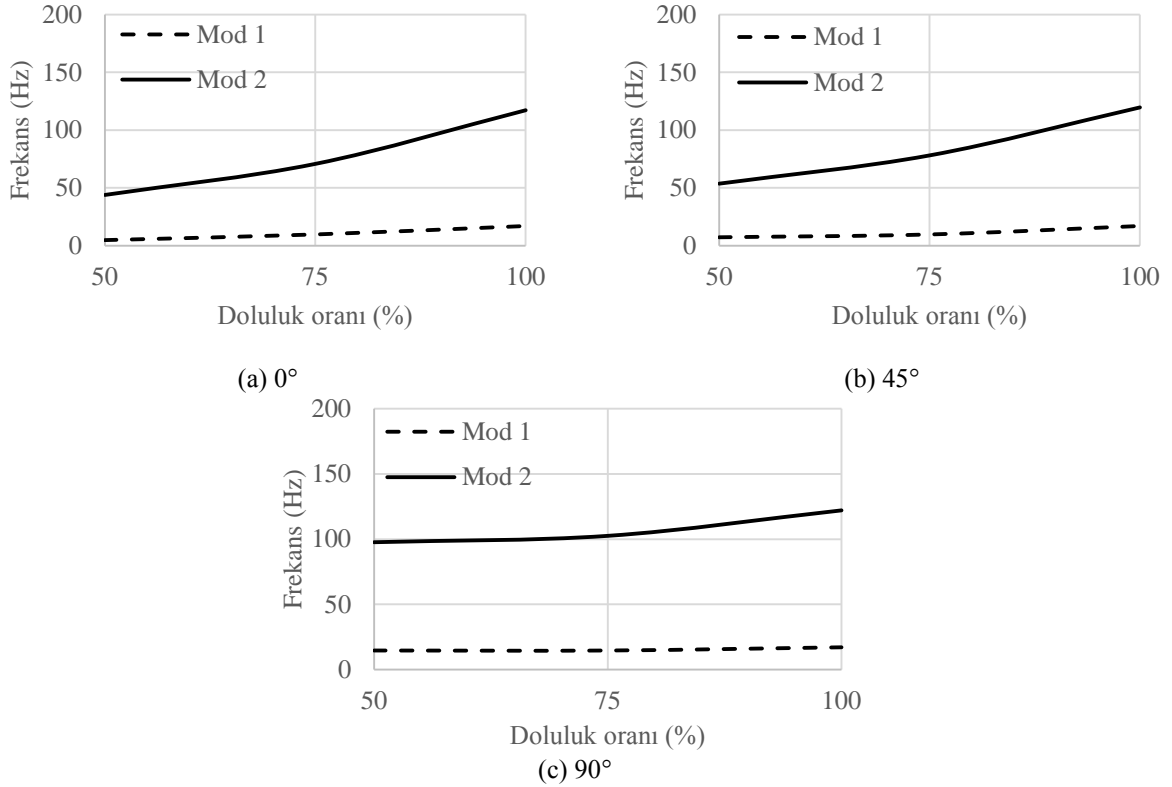 200
150
100
50
0
Frekans (Hz)
Mod 1
Mod 2
50 75 100
Doluluk oranı (%)
(a) 0°
200
150
100
50
0
Frekans (Hz)
Mod 1
Mod 2
50 75 100
Doluluk oranı (%)
(b) 45°
200
150
100
50
0
Frekans (Hz)
Mod 1
Mod 2
50 75 100
Doluluk oranı (%)
(c) 90°